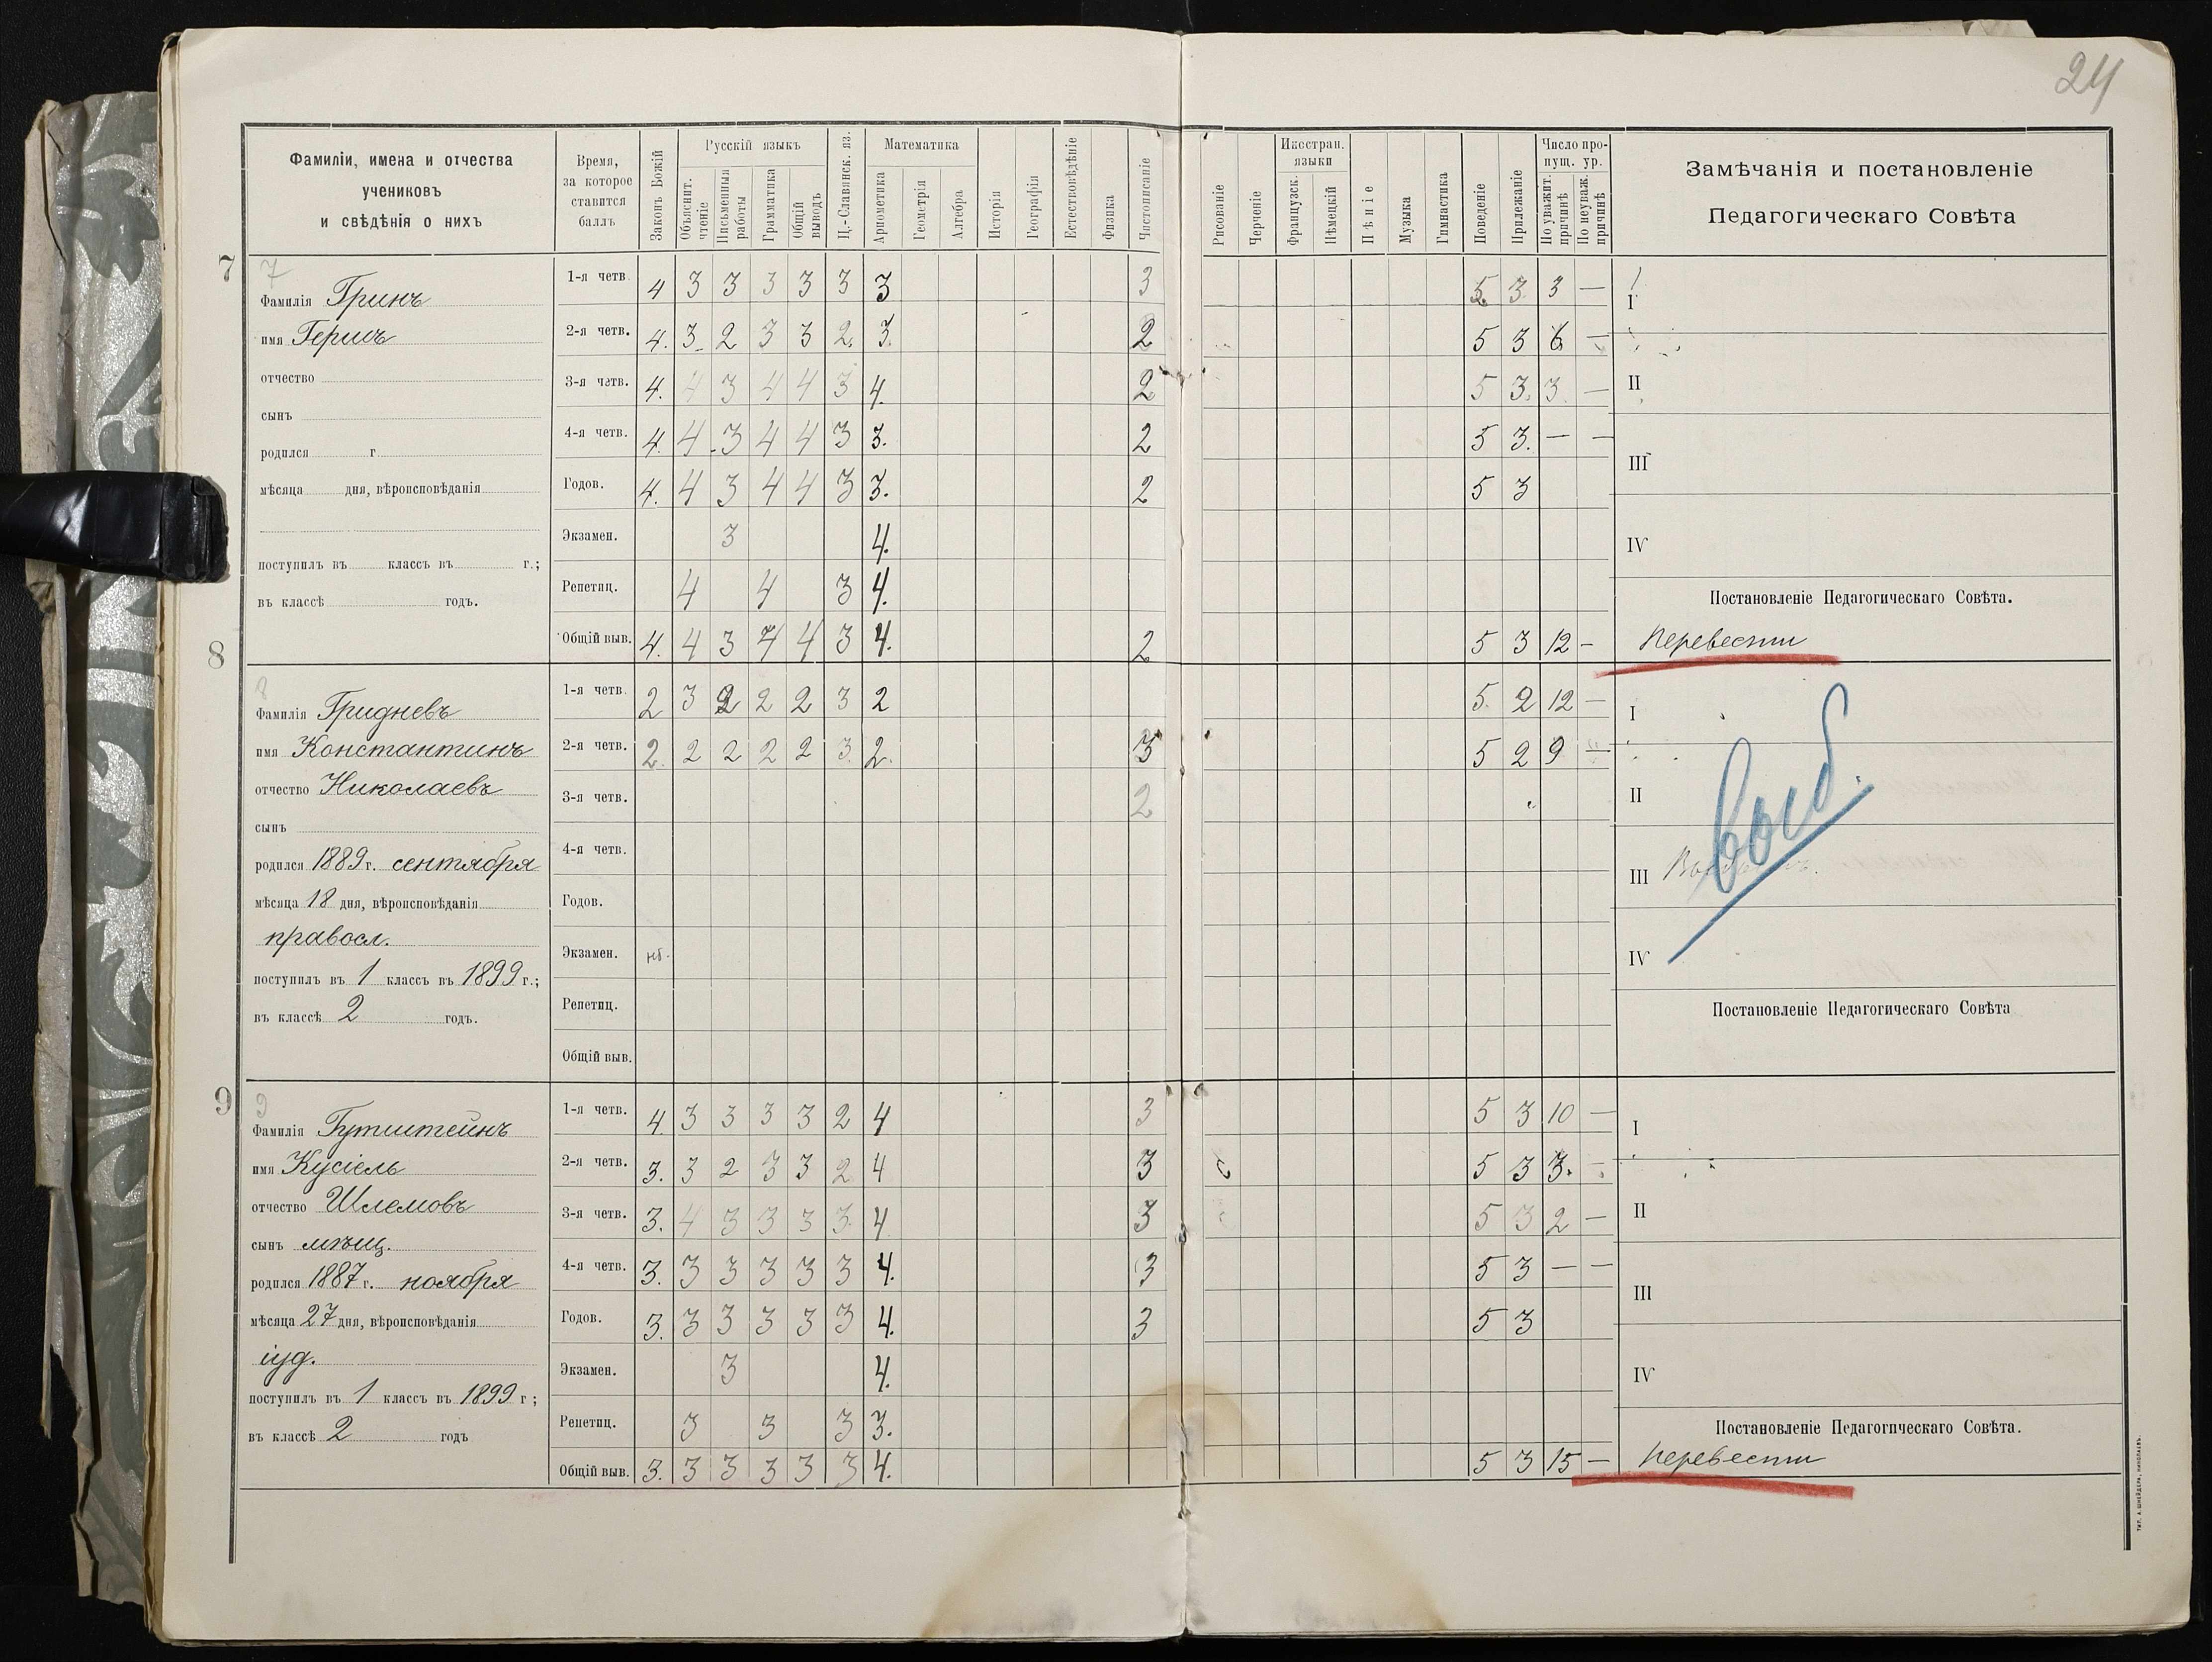 24
Фамиліи, имена и отчества
учениковъ
и свѣдѣнія о нихъ
Время,
за которое
ставится
баллъ
Законъ Божій
Русскій языкъ
Объяснит. чтеніе
Письменныя работы
Грамматика
Общій выводъ
Ц.-Славянск. яз.
Математика
Ариѳметика
Геометрія
Алгебра
Исторія
Географія
Естествовѣдѣніе
Физика
Чистописаніе
Рисованіе
Черченіе
Иностран. языки
Французск.
Нѣмецкій
Пѣніе
Музыка
Гимнастика
Поведеніе
Прилежаніе
Число пропущ. ур.
По уважит. причинѣ
По неуваж. причинѣ
Замѣчанія и постановленіе
Педагогическаго Совѣта
7
7
Фамилія Гринъ
имя Гершъ
отчество
сынъ
родился г
мѣсяца дня, вѣроисповѣданія
поступилъ въ классъ въ г.;
въ классѣ годъ.
1-я четв. 4 3 3 3 3 3 3 3 5. 3 3 —
2-я четв. 4. 3 2 3 3 2. 3. 2 5 3 6 —
3-я четв. 4. 4 3 4 4 3 4. 2 5 3. 3 —
4-я четв. 4. 4 3 4 4 3 3. 2 5 3. — —
Годов. 4. 4 3 4 4 3 3. 2 5 3
Экзамен. 3 4.
Репетиц. 4 4 3 4.
Общій выв. 4. 4 3 4 4 3 4. 2 5 3 12 -
I
II
III
IV
Постановленіе Педагогическаго Совѣта.
Перевести
8
8
Фамилія Гридневъ
имя Константинъ
отчество Николаевъ
сынъ
родился 1889 г. сентября
мѣсяца 18 дня, вѣроисповѣданія
правосл.
поступилъ въ 1 классъ въ 1899 г.;
въ классѣ 2 годъ.
1-я четв. 2 3 2 2 2 3 2 5. 2 12 —
2-я четв. 2. 2 2 2 2 3. 2. 3 5 2 9 —
3-я четв. 2
4-я четв.
Годов.
Экзамен. нб.
Репетиц.
Общій выв.
I
II
III
IV
Постановленіе Педагогическаго Совѣта
9
9
Фамилія Гутштейнъ
имя Кусіель
отчество Шлемовъ
сынъ мѣщ.
родился 1887 г. ноября
мѣсяца 27 дня, вѣроисповѣданія
іуд.
поступилъ въ 1 классъ въ 1899 г ;
въ классѣ 2 годъ
1-я четв. 4. 3 3 3 3 2 4 3 5 3 10 —
2-я четв. 3. 3 2 3 3 2 4 3 5 3 3. -
3-я четв. 3. 4 3 3 3 3. 4 3 5 3 2 —
4-я четв. 3. 3 3 3 3 3 4. 3 5 3 — —
Годов. 3. 3 3 3 3 3 4. 3 5 3
Экзамен. 3 4.
Репетиц. 3 3 3 3.
Общій выв. 3. 3 3 3 3 3 4. 5 3 15 —
I
II
III
IV
Постановленіе Педагогическаго Совѣта.
Перевести
ТИП. А. ШНЕЙДЕРА, НИКОЛАЕВЪ.